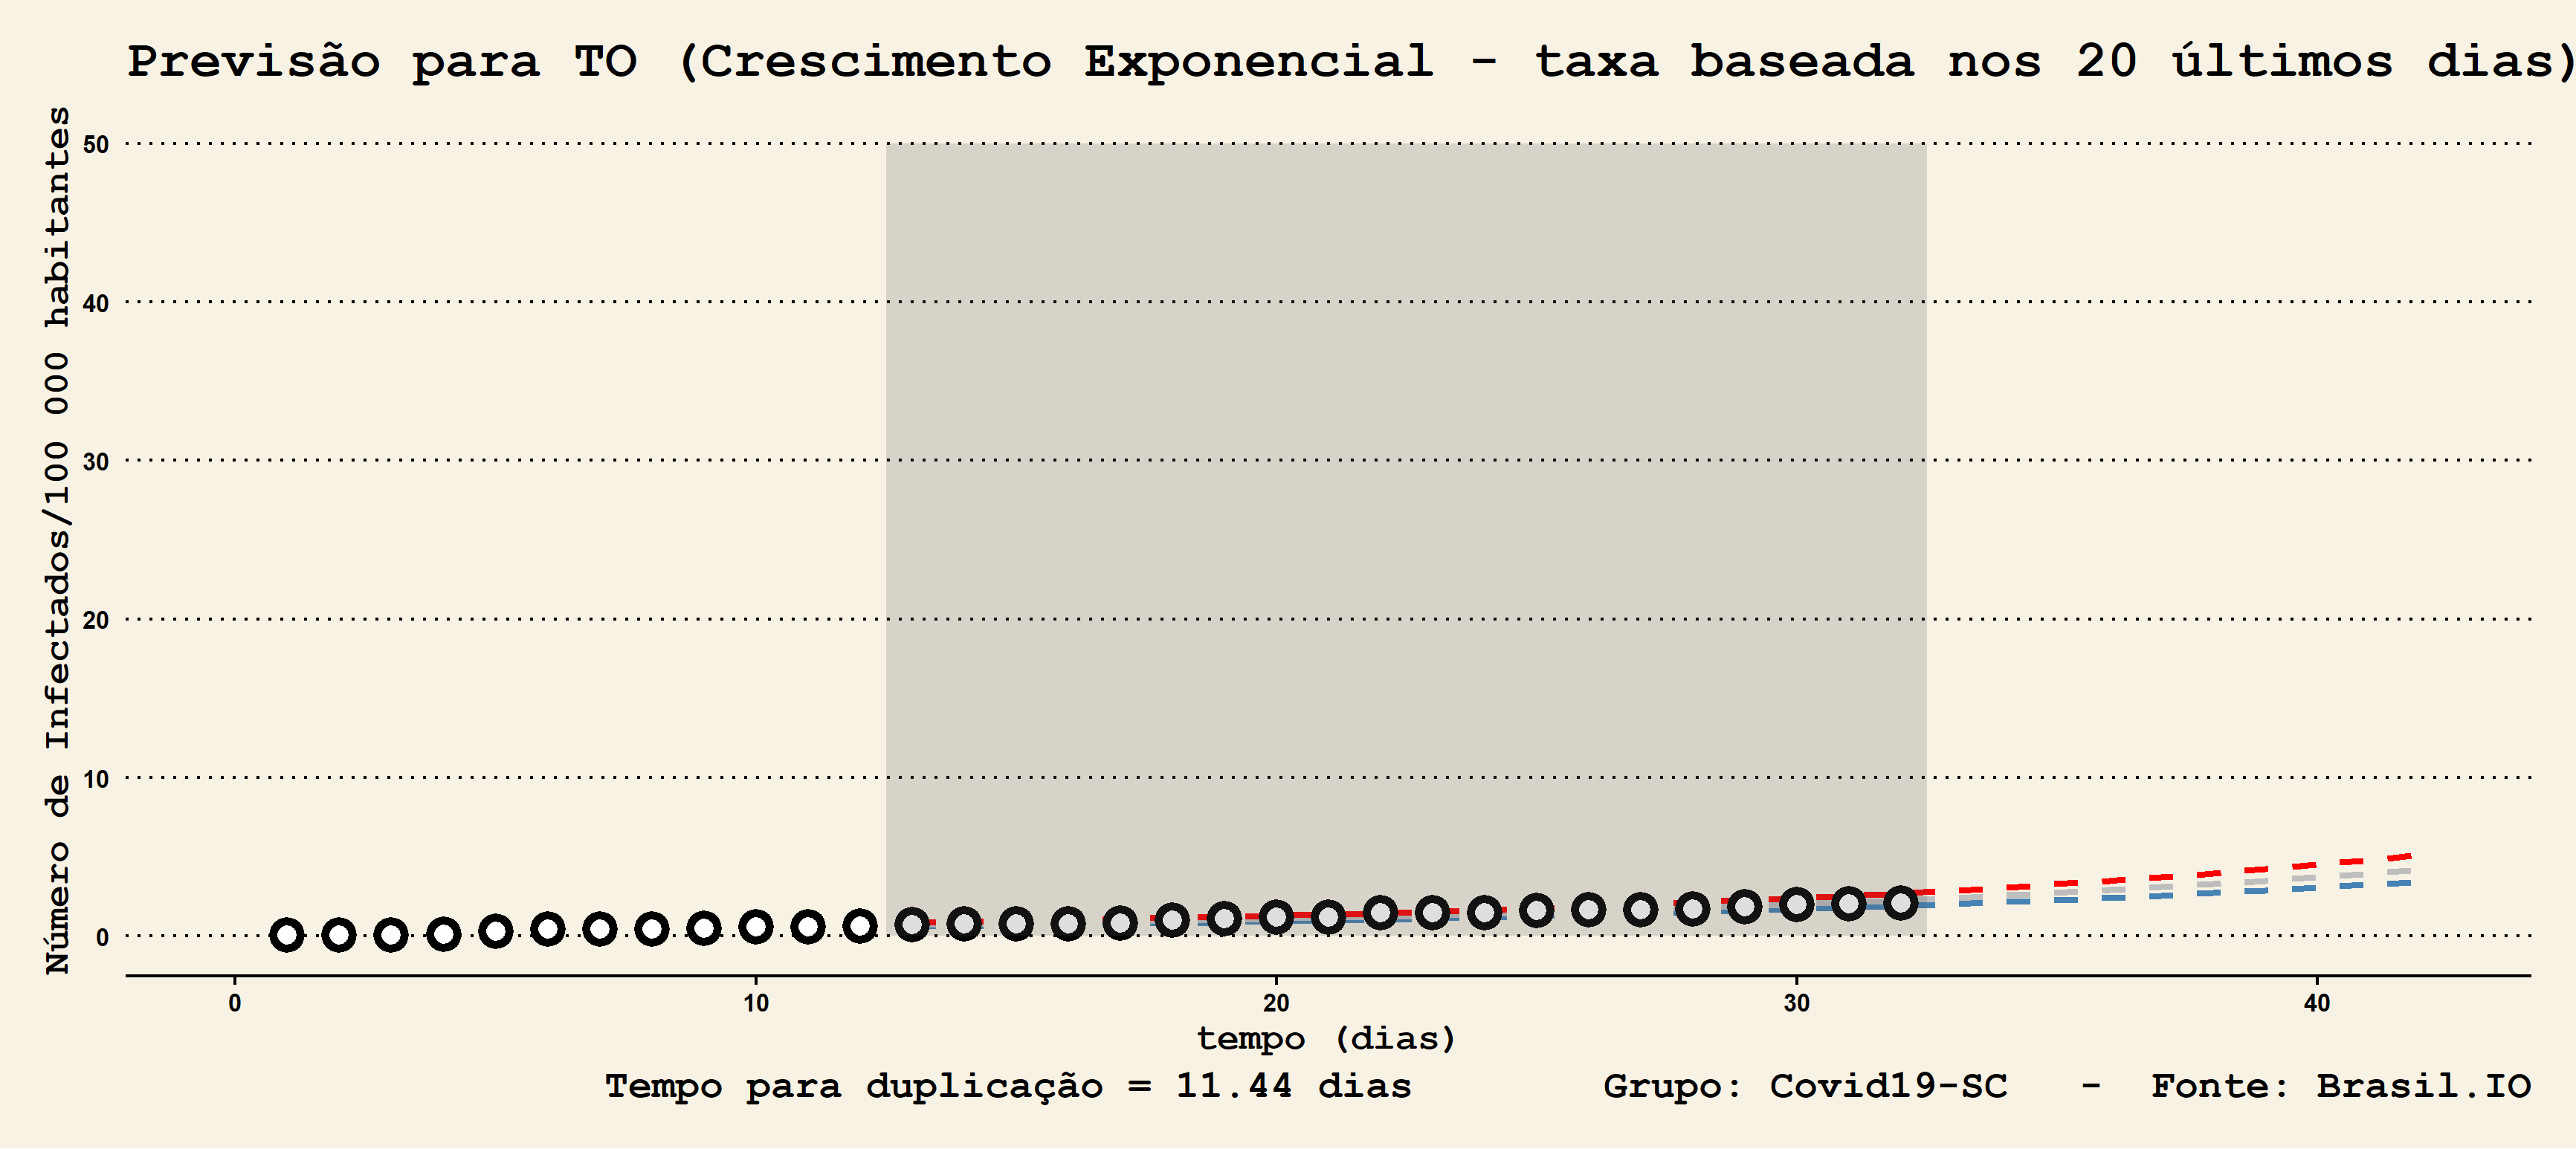 Previsão para TO (Crescimento Exponencial - taxa baseada nos 20 últimos dias)
Número de Infectados/100 000 habitantes
50
40
30
20
10
0
0 10 20 30 40
tempo (dias)
Tempo para duplicação = 11.44 dias Grupo: Covid19-SC - Fonte: Brasil.IO